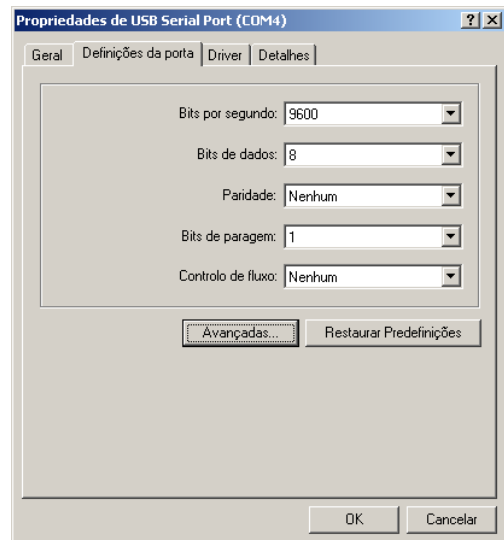 Propriedades de USB Serial Port (COM4)
Geral Definições da porta Driver Detalhes
Bits por segundo: 9600
Bits de dados: 8
Paridade: Nenhum
Bits de paragem: 1
Controlo de fluxo: Nenhum
Avançadas... Restaurar Predefinições
OK Cancelar